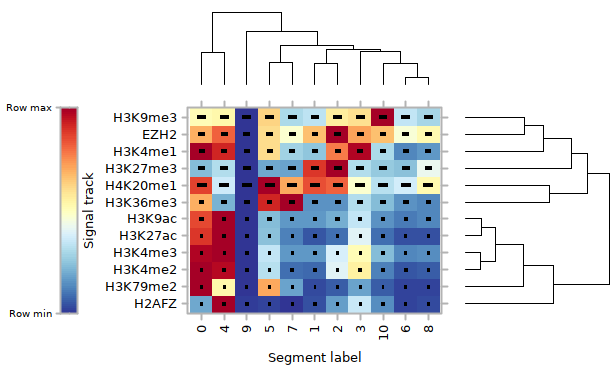 Row max
Signal track
Row min
H3K9me3
EZH2
H3K4me1
H3K27me3
H4K20me1
H3K36me3
H3K9ac
H3K27ac
H3K4me3
H3K4me2
H3K79me2
H2AFZ
0 4 9 5 7 1 2 3 10 6 8
Segment label